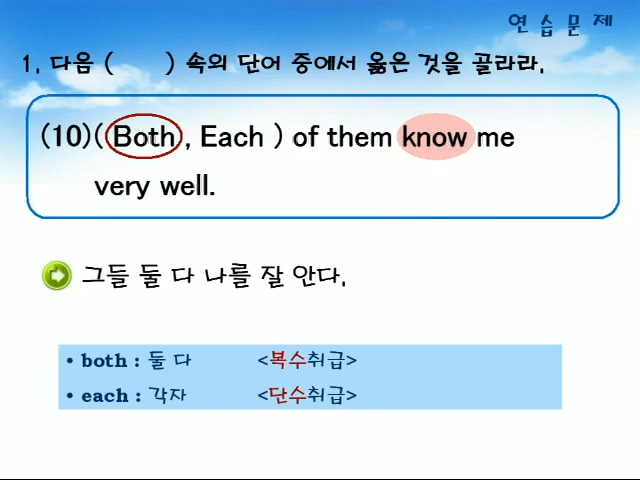 연 습 문 제
1. 다음 (      ) 속의 단어 중에서 옳은 것을 골라라.
(10)( Both , Each ) of them know me
very well.
그들 둘 다 나를 잘 안다.
• both : 둘 다 <복수취급>
• each : 각자 <단수취급>